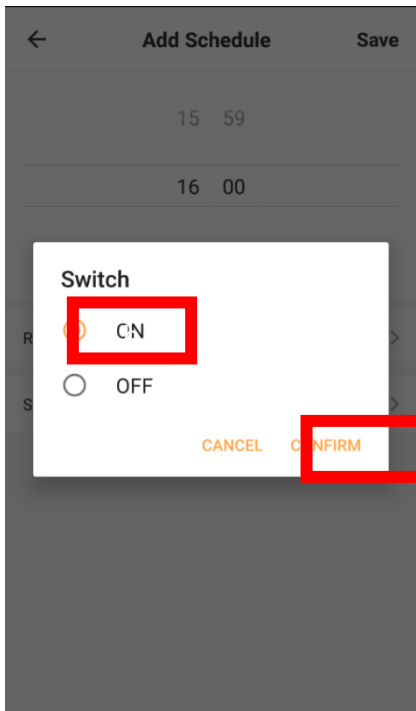 Add Schedule Save
15 59
16 00
Switch
ON
OFF
CANCEL CONFIRM
R
S